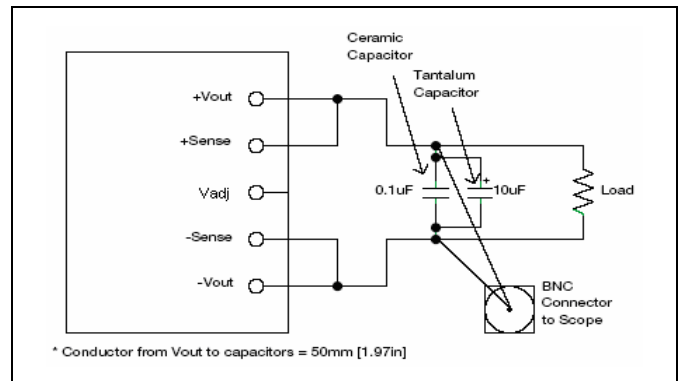 Ceramic
Capacitor
Tantalum
Capacitor
+Vout
+Sense
Vadj
-Sense
-Vout
0.1uF
+
10uF
Load
BNC
Connector
to Scope
* Conductor from Vout to capacitors = 50mm [1.97in]